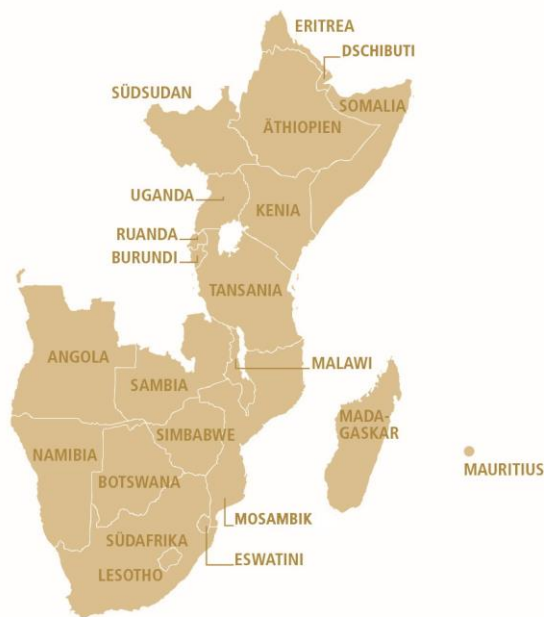 ERITREA
DSCHIBUTI
SÜDSUDAN
SOMALIA
ÄTHIOPIEN
UGANDA
KENIA
RUANDA
BURUNDI
TANSANIA
ANGOLA
MALAWI
SAMBIA
MADA-
GASKAR
SIMBABWE
NAMIBIA
MAURITIUS
BOTSWANA
MOSAMBIK
SÜDAFRIKA
ESWATINI
LESOTHO